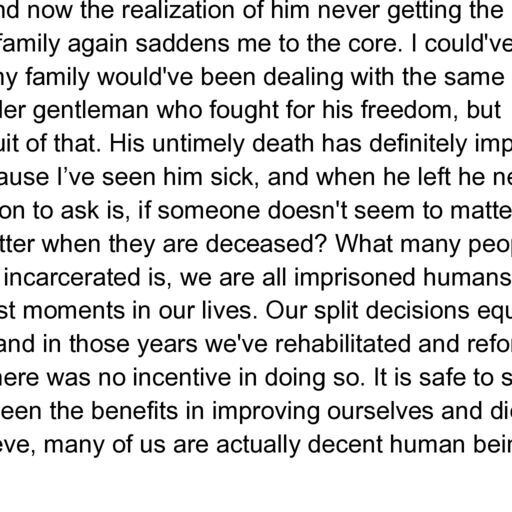 nd now the realization of him never getting the
family again saddens me to the core. I could've
ny family would've been dealing with the same
der gentleman who fought for his freedom, but
uit of that. His untimely death has definitely imp
ause I’ve seen him sick, and when he left he ne
on to ask is, if someone doesn't seem to matte
tter when they are deceased? What many peop
incarcerated is, we are all imprisoned humans
st moments in our lives. Our split decisions equ
and in those years we've rehabilitated and refor
here was no incentive in doing so. It is safe to s
een the benefits in improving ourselves and di
eve, many of us are actually decent human bein